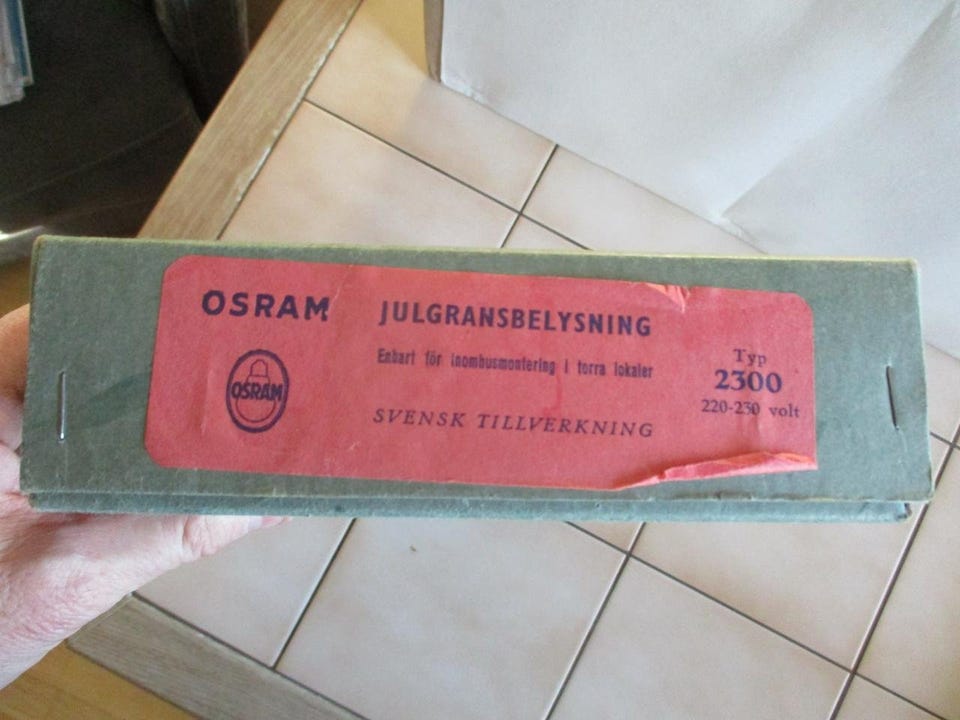 OSRAM
OSRAM
JULGRANSBELYSNING
Enbart för inomhusmontering i torra lokaler
SVENSK TILLVERKNING
Typ
2300
220-230 volt